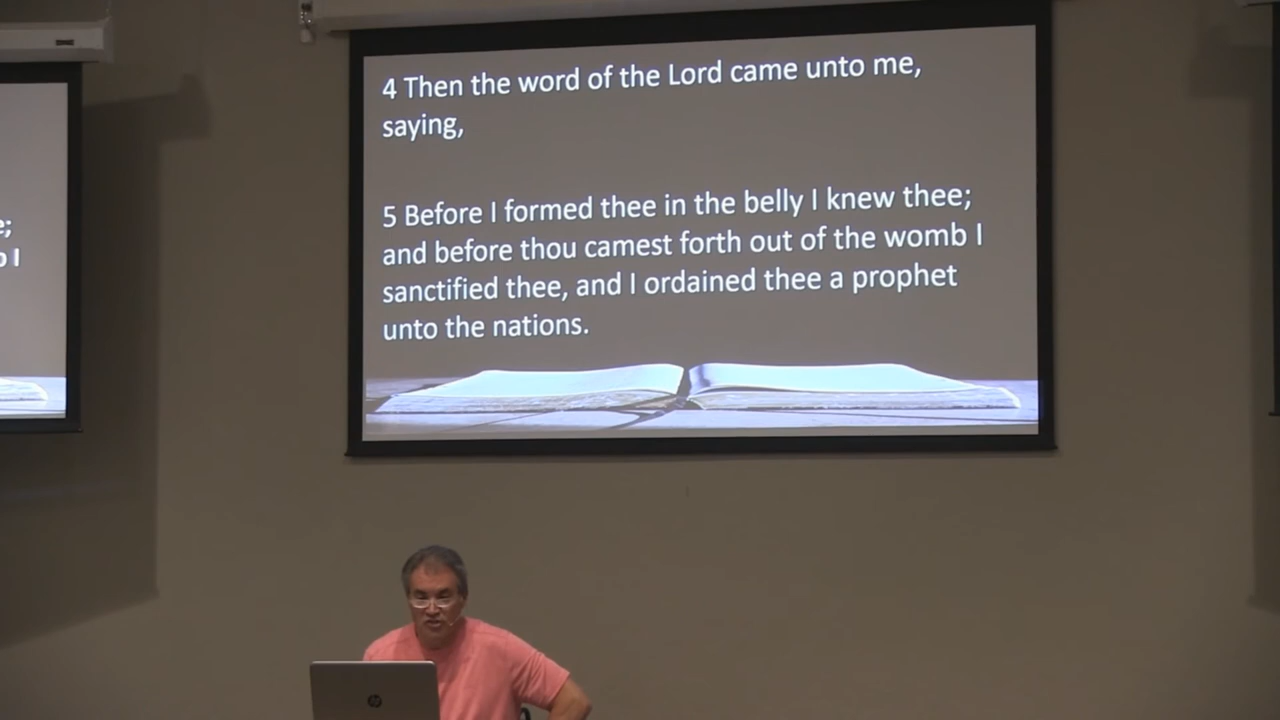 4 Then the word of the Lord came unto me,
saying,
5 Before I formed thee in the belly I knew thee;
and before thou camest forth out of the womb I
sanctified thee, and I ordained thee a prophet
unto the nations.
e;
b I
hp